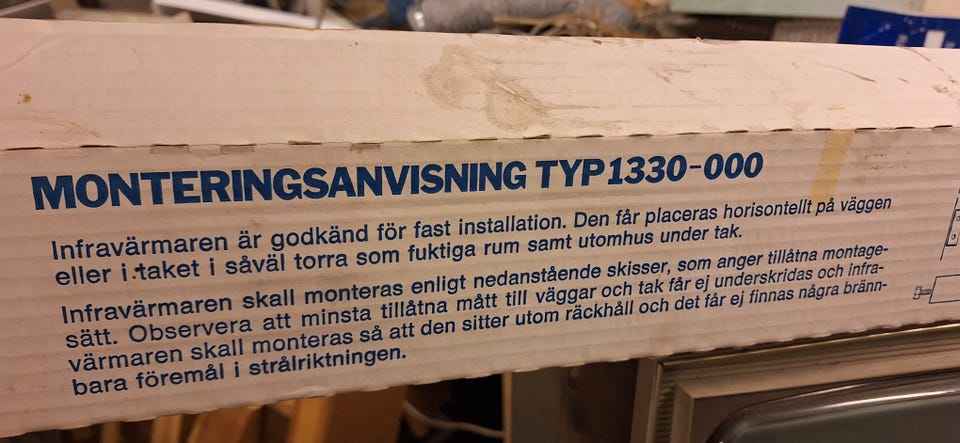 MONTERINGSANVISNING TYP 1330-000
Infravärmaren är godkänd för fast installation. Den får placeras horisontellt på väggen
eller i taket i såväl torra som fuktiga rum samt utomhus under tak.
Infravärmaren skall monteras enligt nedanstående skisser, som anger tillåtna montage-
sätt. Observera att minsta tillåtna mått till väggar och tak får ej underskridas och infra-
värmaren skall monteras så att den sitter utom räckhåll och det får ej finnas några bränn-
bara föremål i strålriktningen.